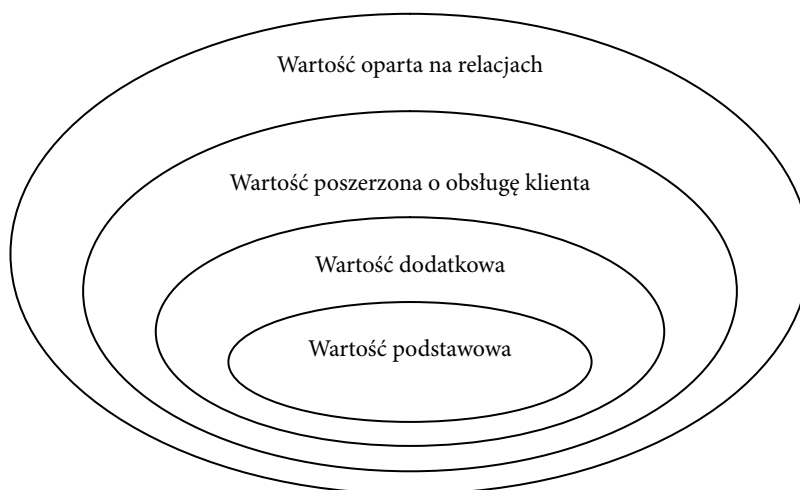 Wartość oparta na relacjach
Wartość poszerzona o obsługę klienta
Wartość dodatkowa
Wartość podstawowa